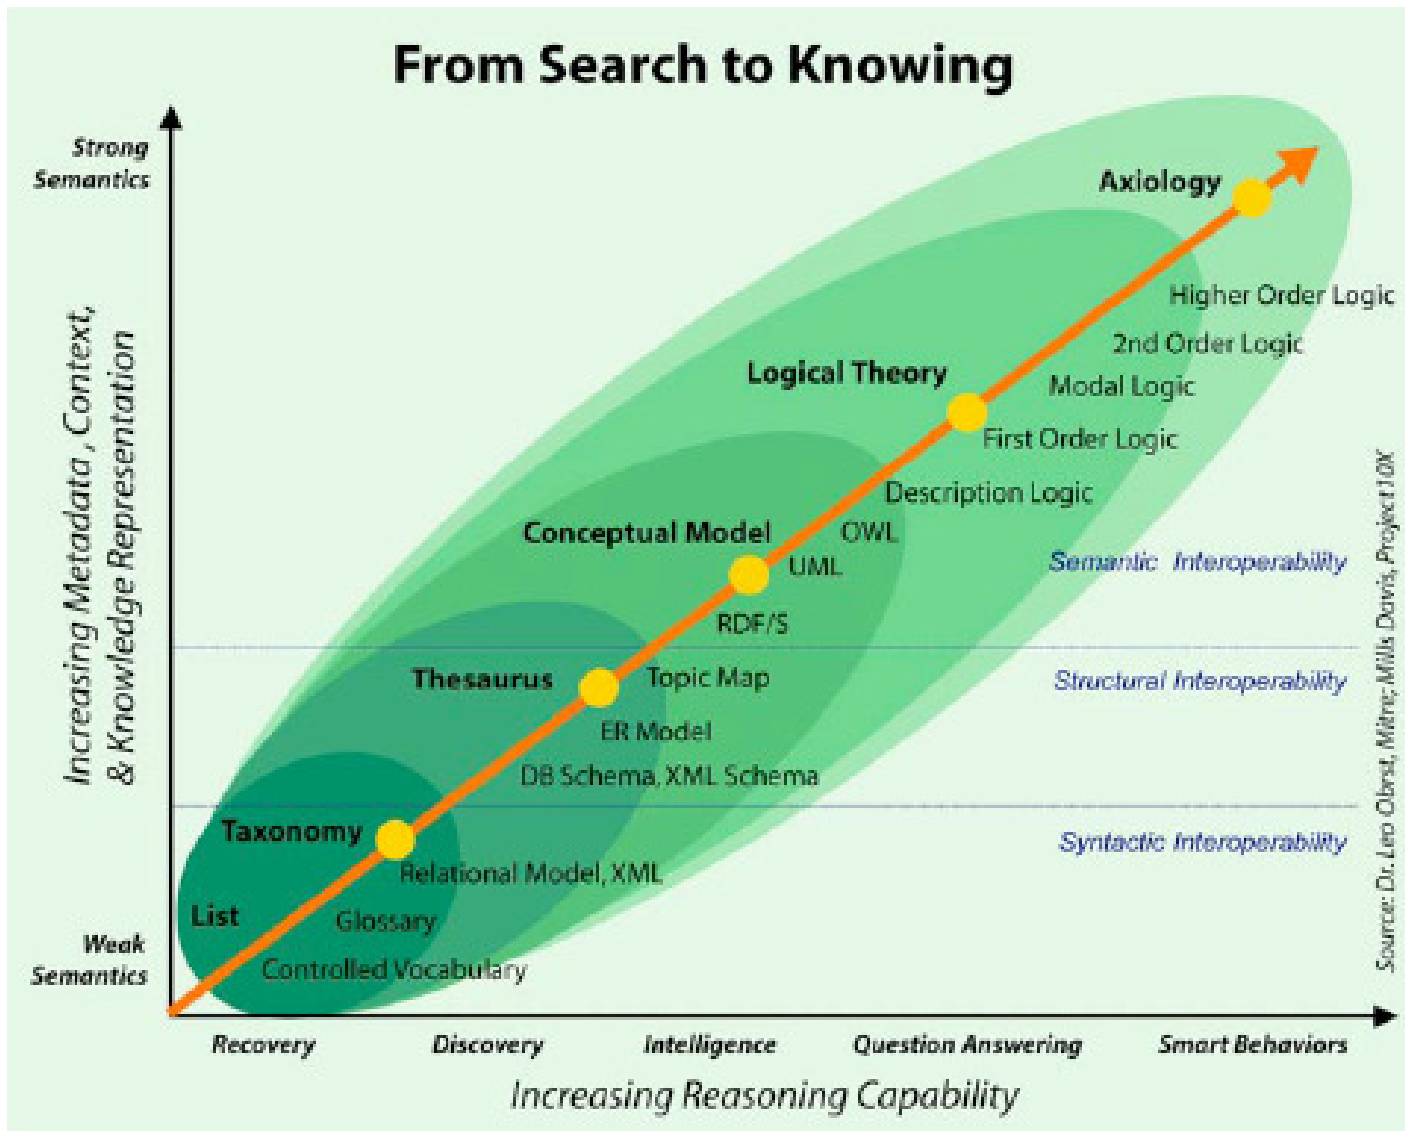 From Search to Knowing
Strong
Semantics
Increasing Metadata , Context,
& Knowledge Representation
Weak
Semantics
Axiology
Higher Order Logic
2nd Order Logic
Logical Theory
Modal Logic
First Order Logic
Description Logic
Conceptual Model
OWL
UML
Semantic Interoperability
RDF/S
Thesaurus
Topic Map
Structural Interoperability
ER Model
DB Schema, XML Schema
Taxonomy
Syntactic Interoperability
Relational Model, XML
List
Glossary
Controlled Vocabulary
Recovery
Discovery
Intelligence
Question Answering
Smart Behaviors
Increasing Reasoning Capability
Source: Dr. Leo Obrst, Mitre; Mills Davis, Project10X